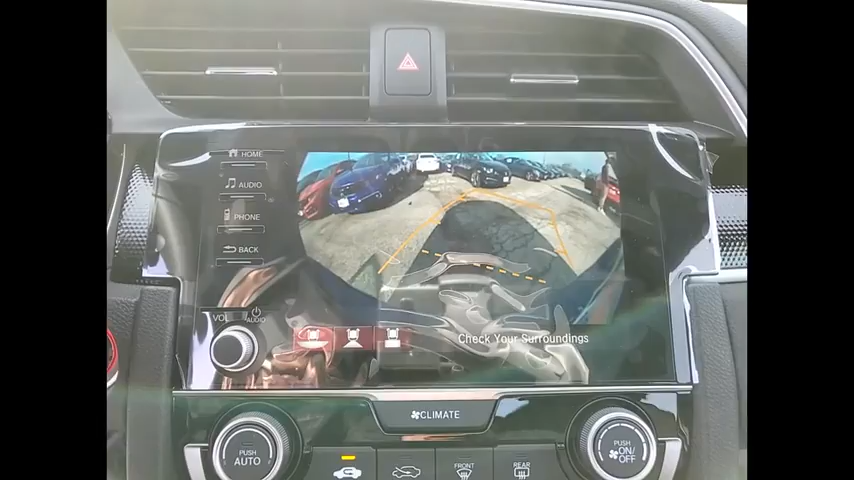 HOME
AUDIO
PHONE
BACK
VOL
AUDIO
Check Your Surroundings
CLIMATE
PUSH
AUTO
FRONT
REAR
PUSH
ON/
OFF